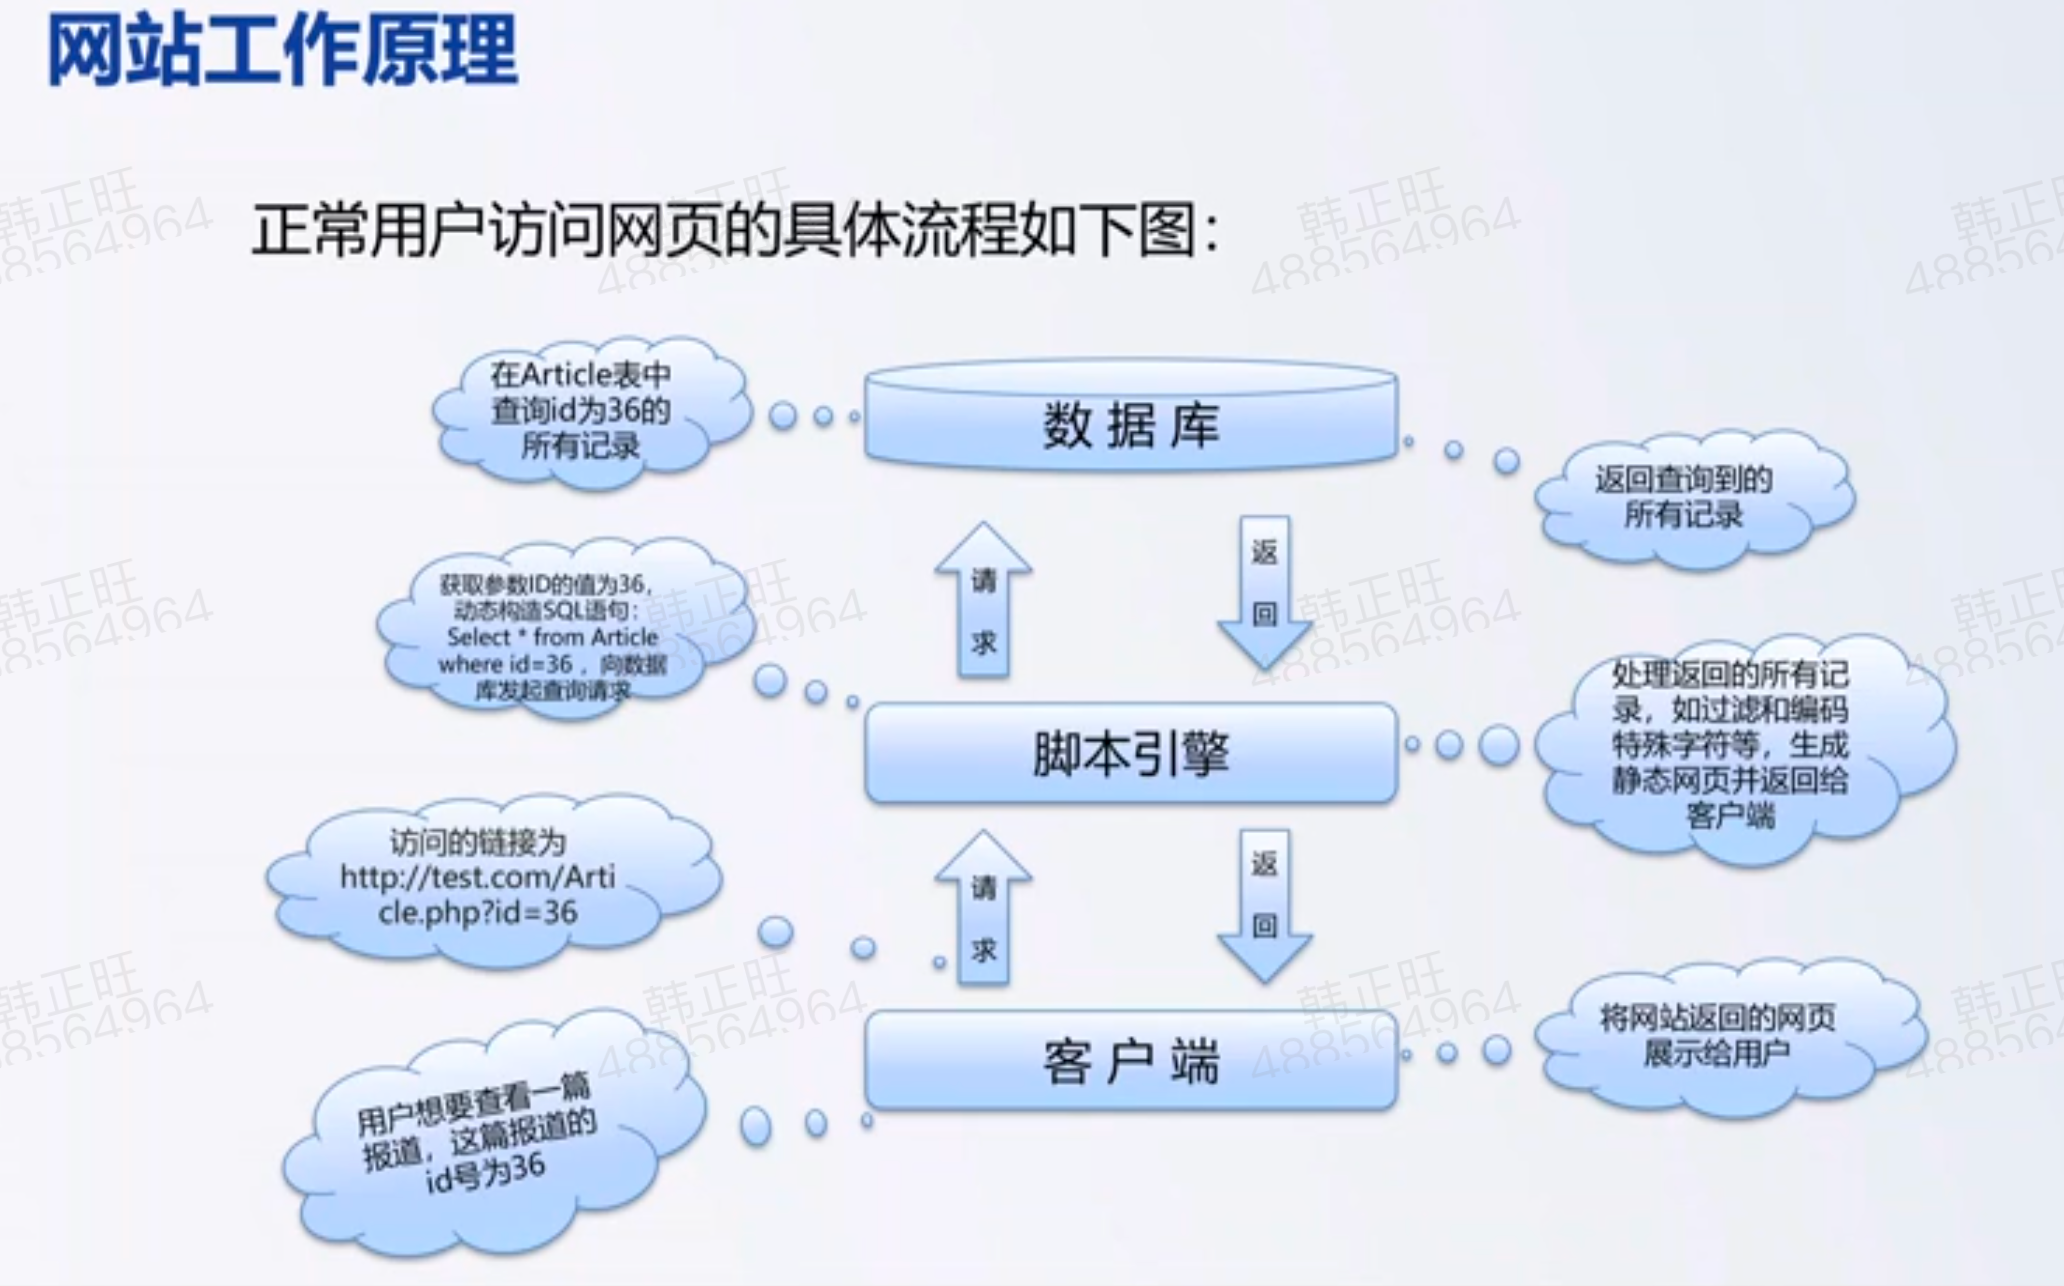 网站工作原理
正常用户访问网页的具体流程如下图：
在Article表中
查询id为36的
所有记录
数据库
返回查询到的
所有记录
请
求
返
回
获取参数ID的值为36，
动态构造SQL语句：
Select * from Article
where id=36 ，向数据
库发起查询请求
脚本引擎
处理返回的所有记
录，如过滤和编码
特殊字符等，生成
静态网页并返回给
客户端
访问的链接为
http://test.com/Arti
cle.php?id=36
请
求
返
回
客户端
将网站返回的网页
展示给用户
用户想要查看一篇
报道，这篇报道的
id号为36
韩正旺
488564964